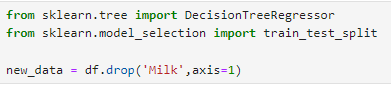 from sklearn.tree import DecisionTreeRegressor
from sklearn.model_selection import train_test_split
new_data = df.drop('Milk',axis=1)